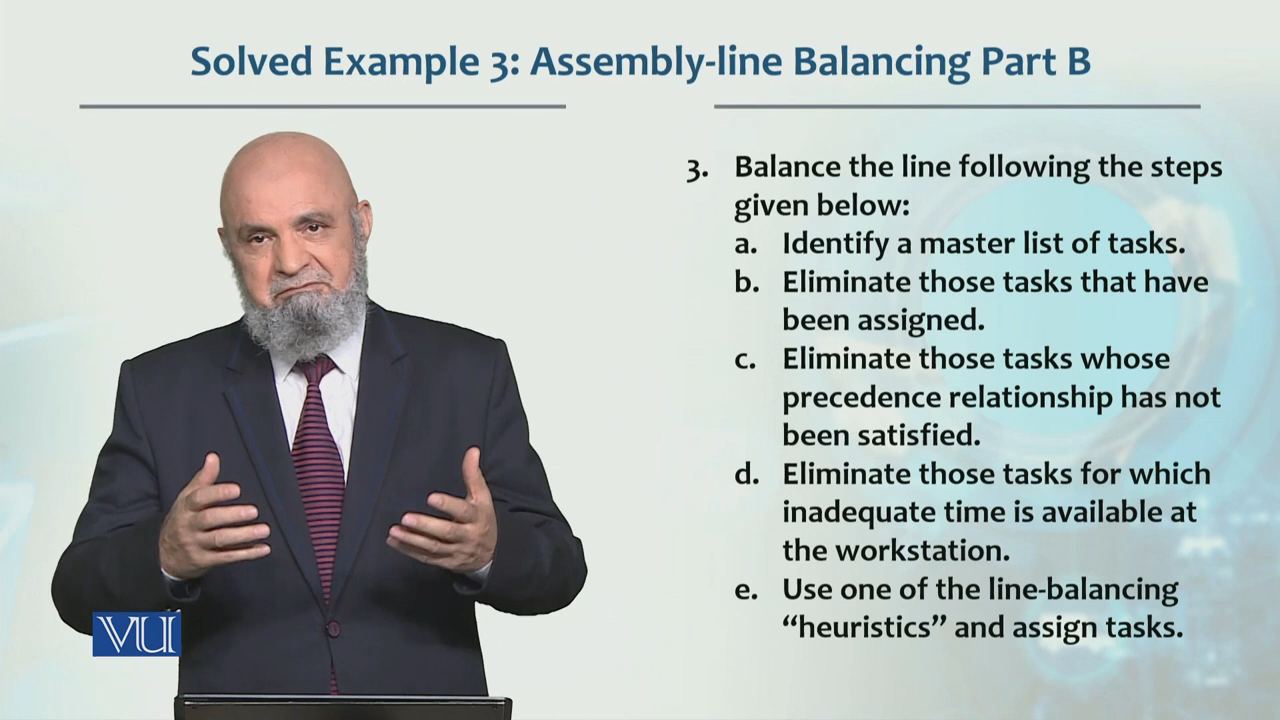 Solved Example 3: Assembly-line Balancing Part B
3. Balance the line following the steps
given below:
a. Identify a master list of tasks.
b. Eliminate those tasks that have
been assigned.
c. Eliminate those tasks whose
precedence relationship has not
been satisfied.
d. Eliminate those tasks for which
inadequate time is available at
the workstation.
e. Use one of the line-balancing
“heuristics” and assign tasks.
VU